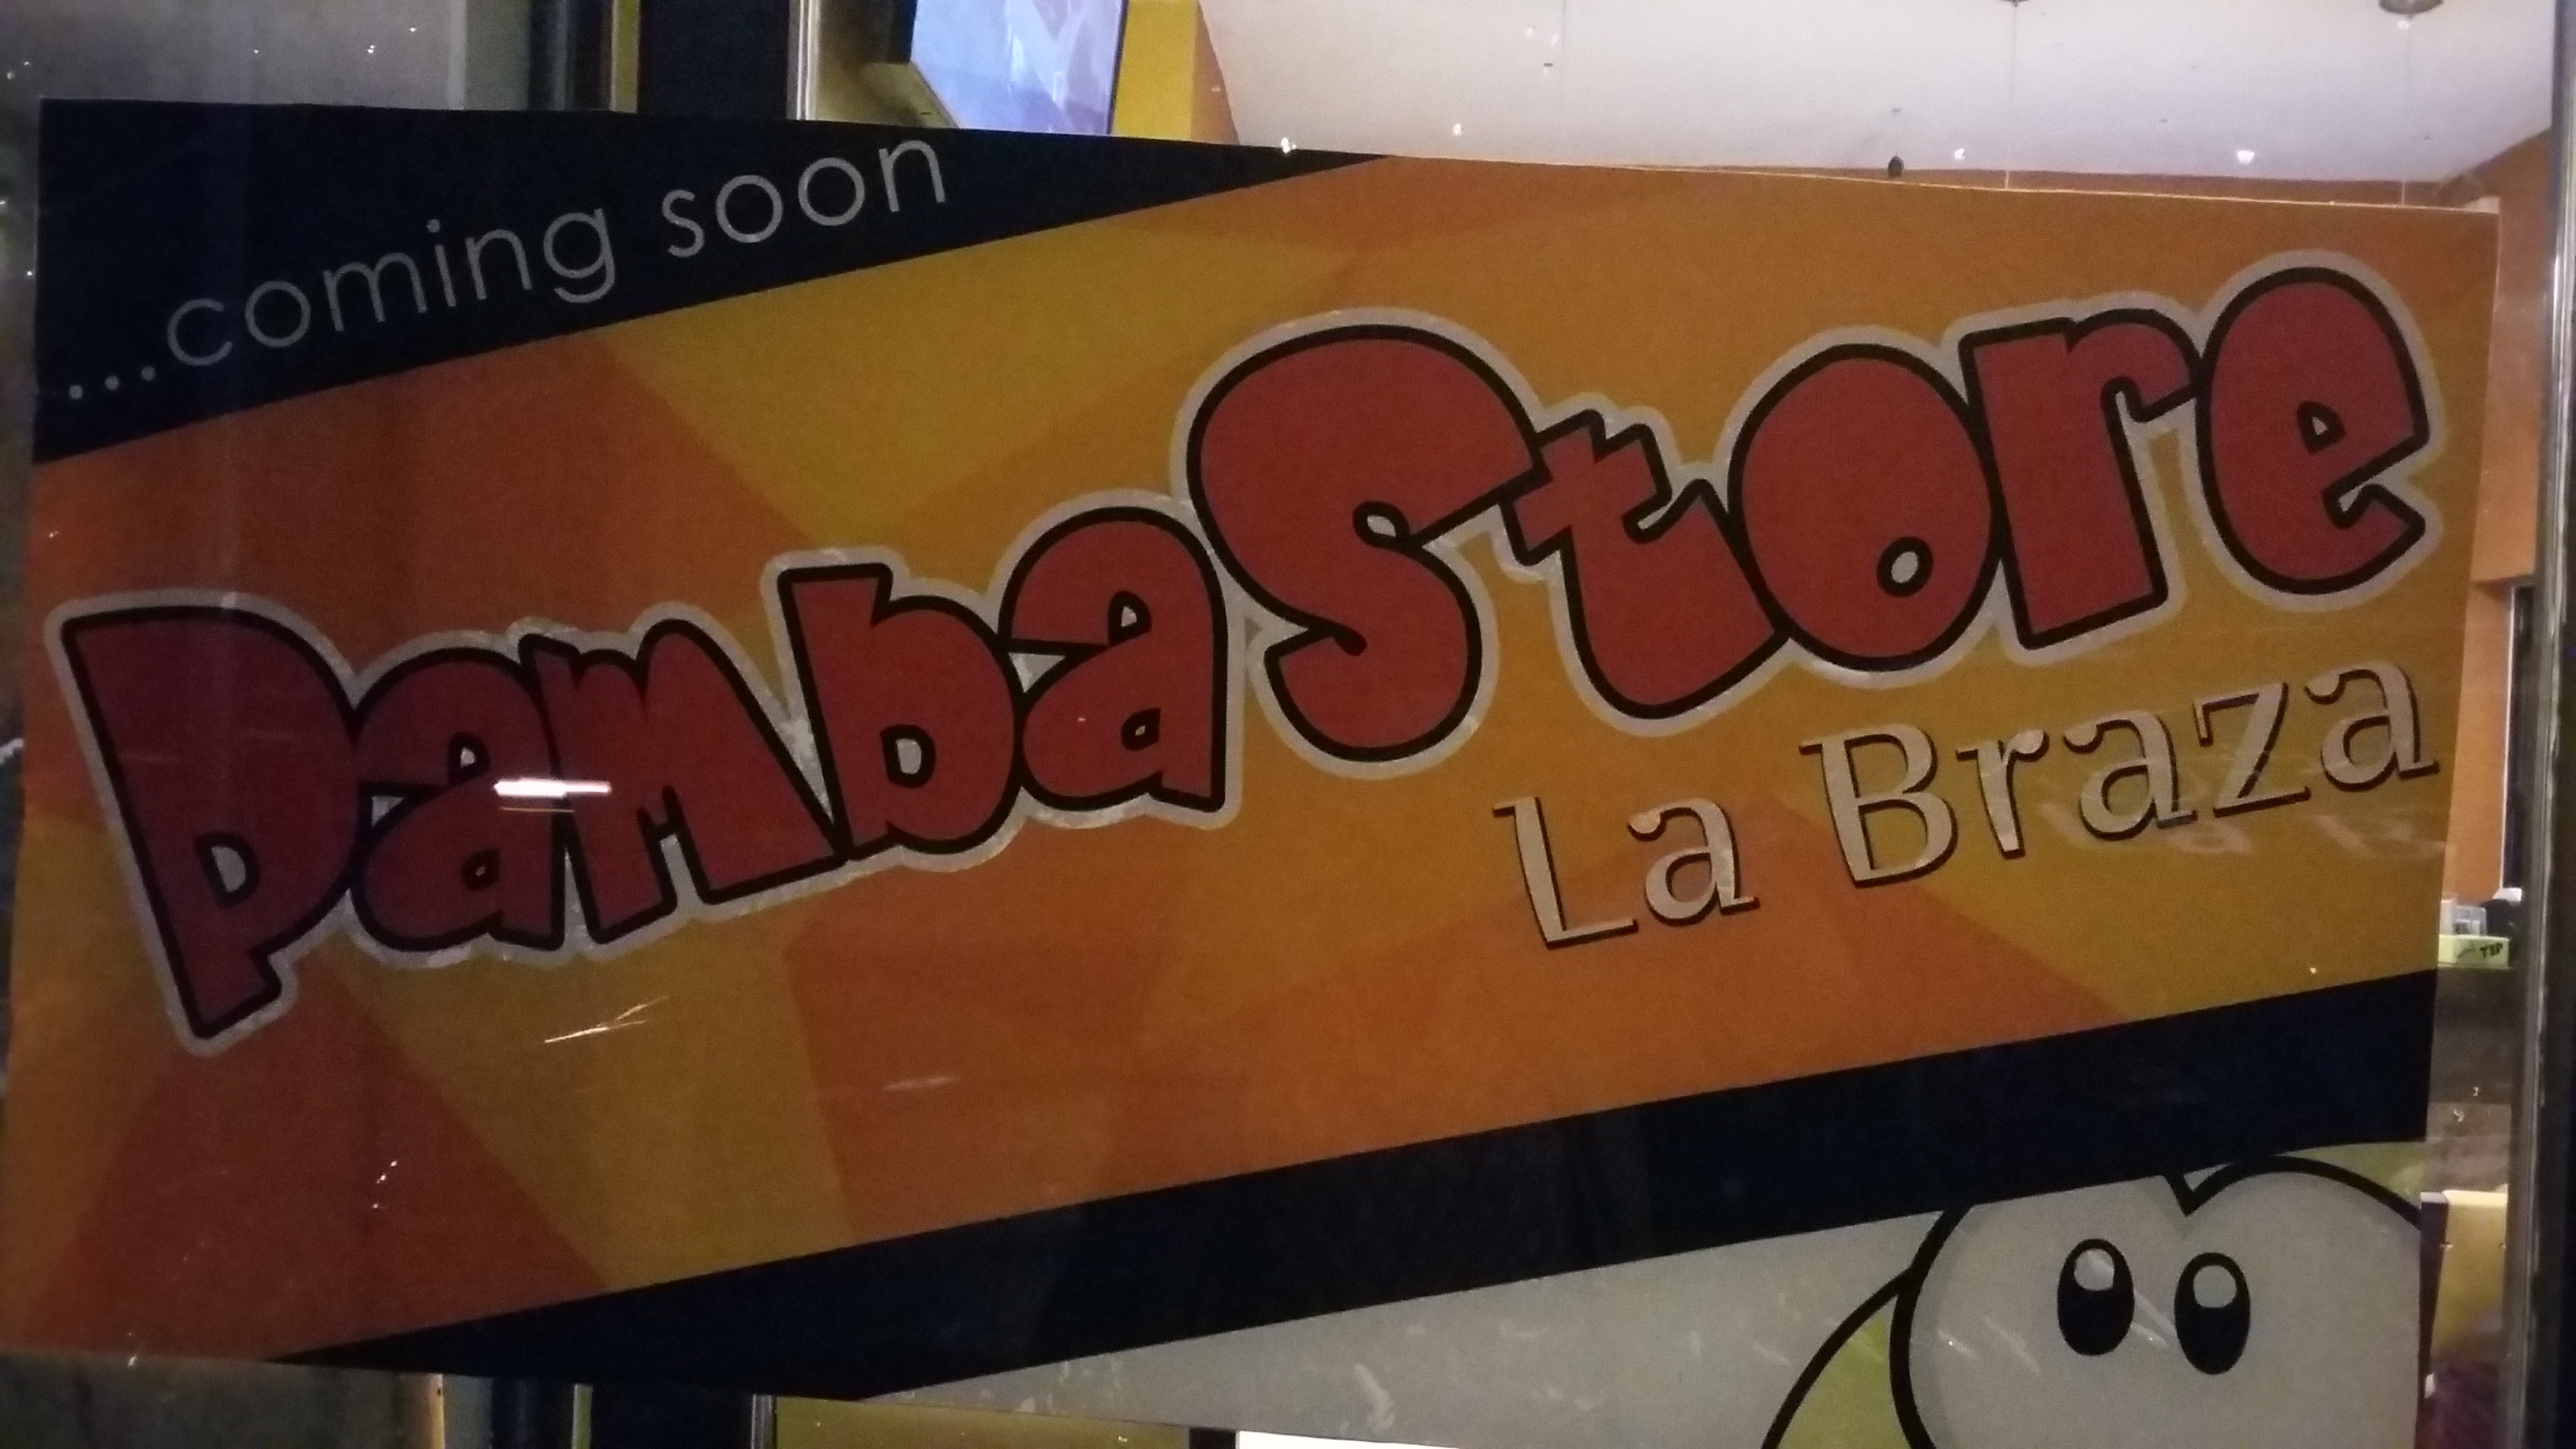 ...coming soon
PambaStore
La Braza